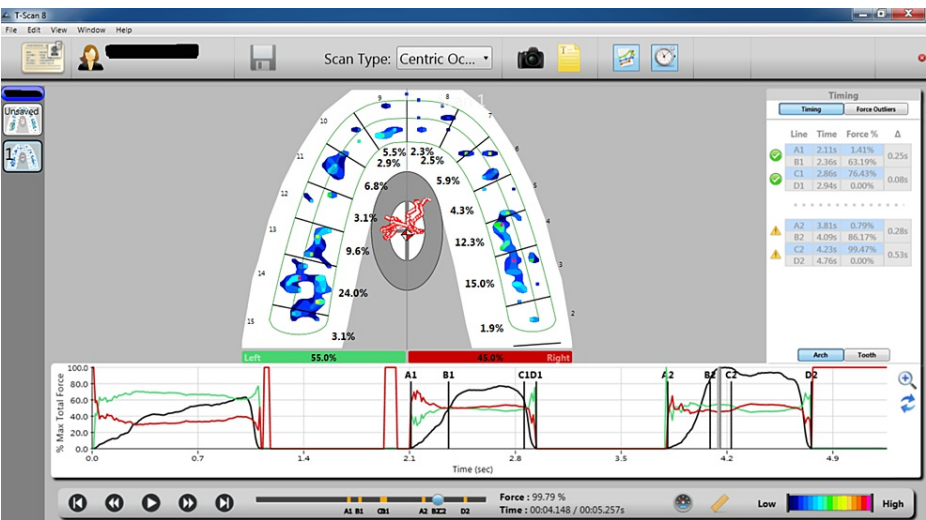 T-Scan 8
File Edit View Window Help
Scan Type: Centric Oc...
Unsaved
1
9 8 1
10 7
11 6
12 5
13 4
14 3
15 2
5.5% 2.3%
2.9% 2.5%
6.8% 5.9%
3.1% 4.3%
9.6% 12.3%
24.0% 15.0%
3.1% 1.9%
Left 55.0% 45.0% Right
Timing
Timing Force Outliers
Line Time Force % Δ
A1 2.11s 1.41% 0.25s
B1 2.36s 63.19%
C1 2.86s 76.43% 0.08s
D1 2.94s 0.00%
A2 3.81s 0.79% 0.28s
B2 4.09s 86.17%
C2 4.23s 99.47% 0.53s
D2 4.76s 0.00%
Arch Tooth
% Max Total Force
100.0
80.0
60.0
40.0
20.0
0.0
A1 B1 C1D1 A2 B2 C2 D2
0.0 0.7 1.4 2.1 2.8 3.5 4.2 4.9
Time (sec)
A1 B1 A2 B2C2 D2
Force : 99.79 %
Time : 00:04.148 / 00:05.257s
Low High